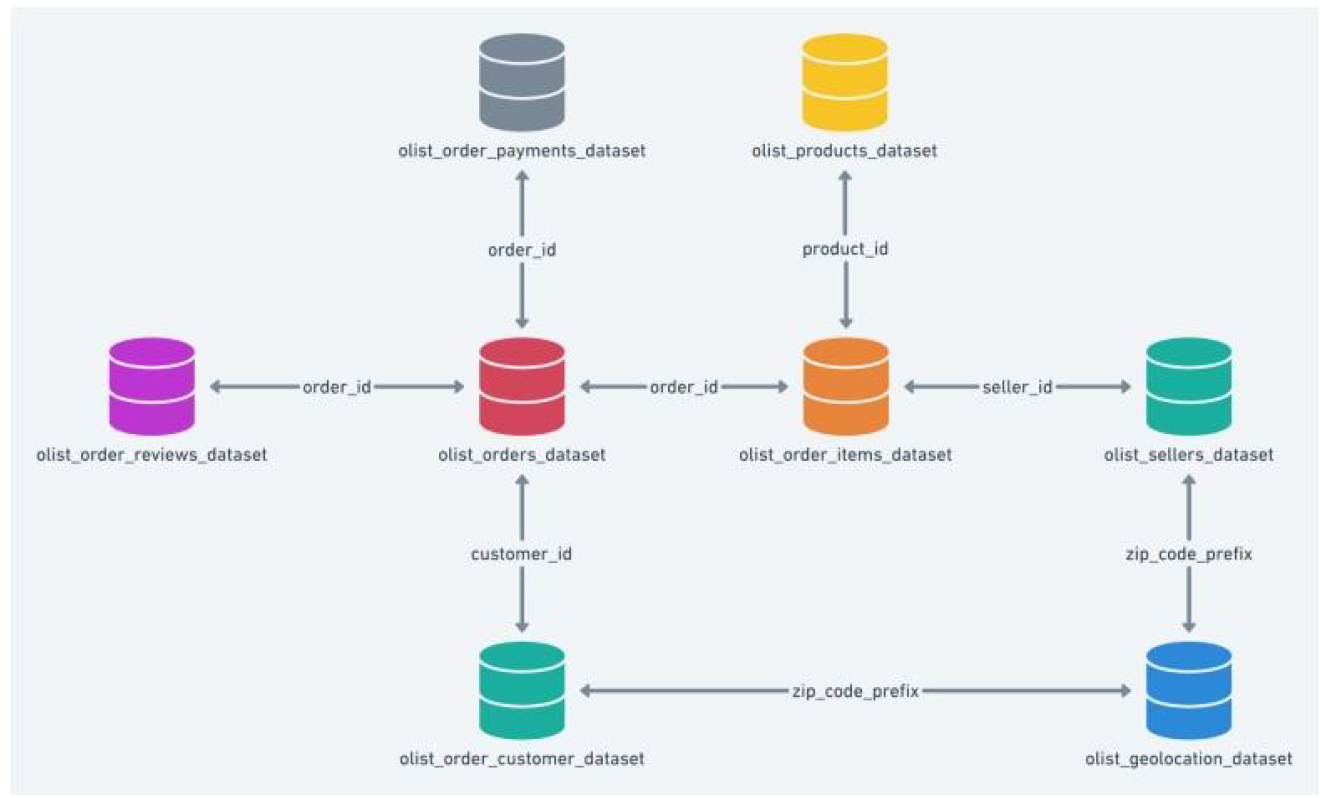 olist_order_payments_dataset
olist_products_dataset
order_id
product_id
order_id
order_id
seller_id
olist_order_reviews_dataset
olist_orders_dataset
olist_order_items_dataset
olist_sellers_dataset
customer_id
zip_code_prefix
zip_code_prefix
olist_order_customer_dataset
olist_geolocation_dataset